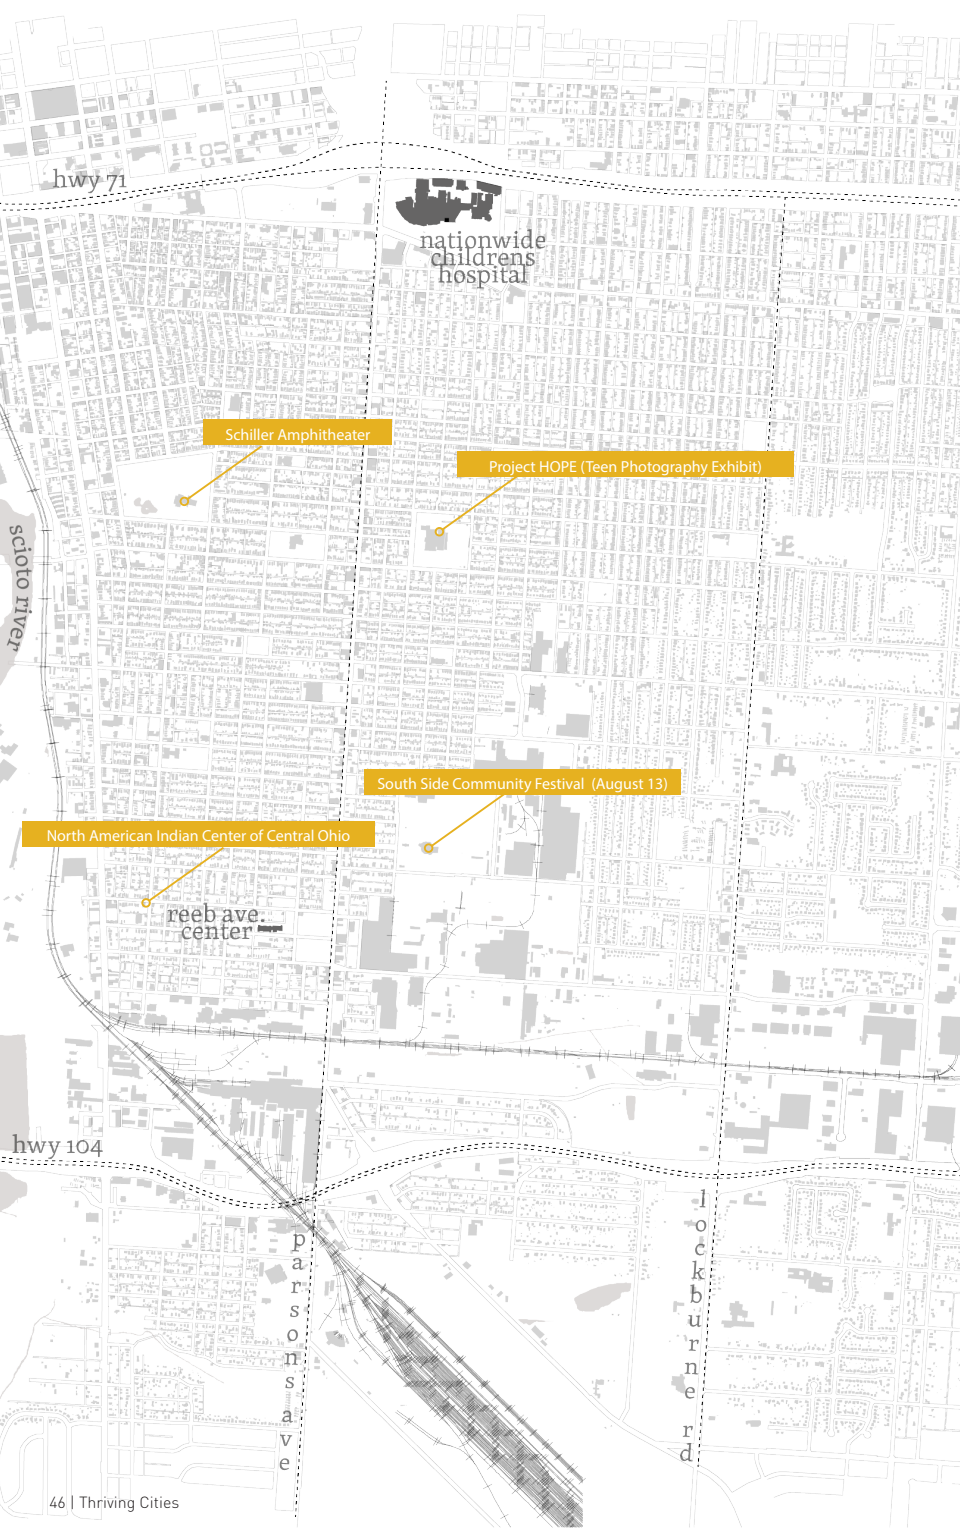 hwy 71
nationwide
childrens
hospital
Schiller Amphitheater
Project HOPE (Teen Photography Exhibit)
scioto river
South Side Community Festival (August 13)
North American Indian Center of Central Ohio
reeb ave.
center
hwy 104
parsons ave
lockburne rd
46 | Thriving Cities